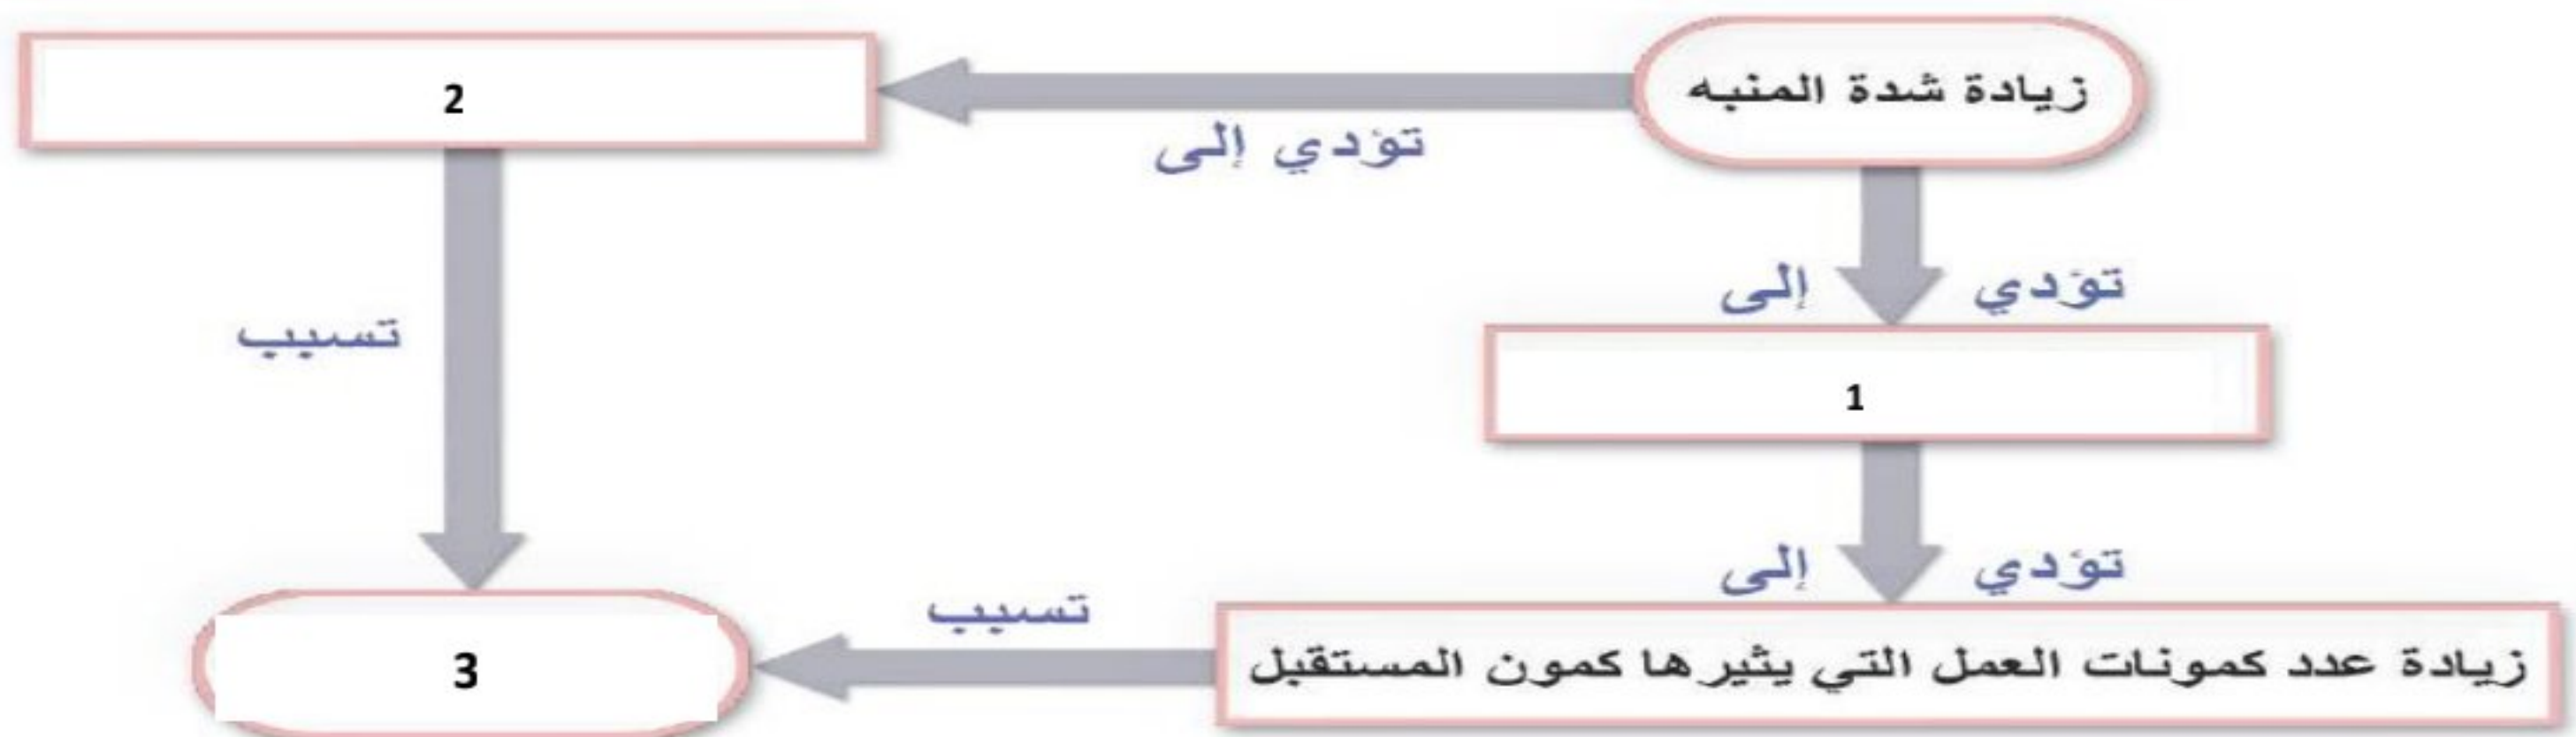 زيادة شدة المنبه
2
تؤدي إلى
تؤدي إلى
1
تسبب
تؤدي إلى
تسبب
زيادة عدد كمونات العمل التي يثيرها كمون المستقبل
3